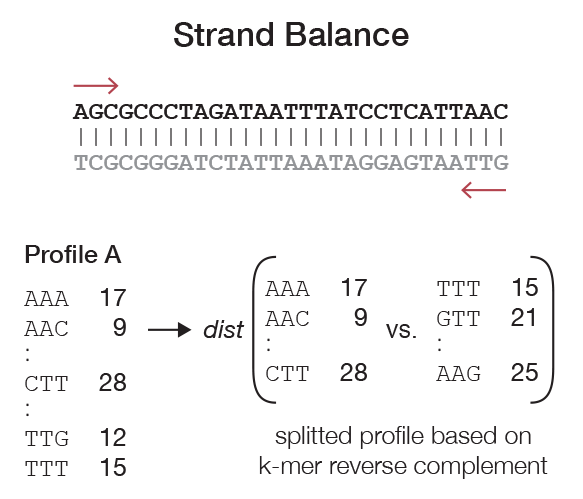 Strand Balance
AGCGCCCTAGATAATTTATCCTCATTAAC
TCGCGGGATCTATTAAATAGGAGTAATTG
Profile A
AAA 17
AAC 9
:
CTT 28
:
TTG 12
TTT 15
dist
AAA 17
AAC 9
:
CTT 28
vs.
TTT 15
GTT 21
:
AAG 25
splitted profile based on
k-mer reverse complement